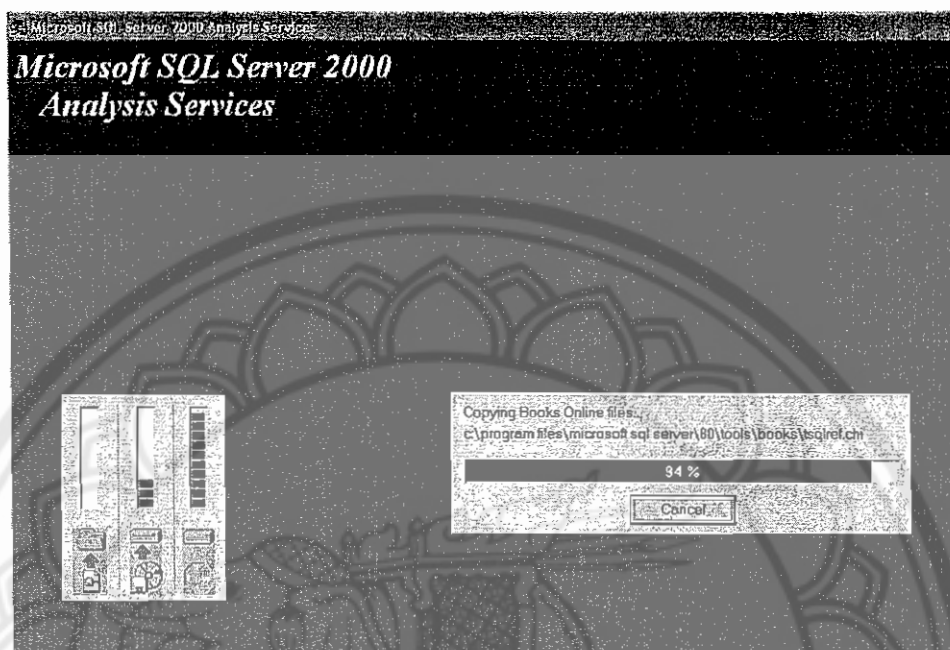 Microsoft SQL Server 2000 Analysis Services
Microsoft SQL Server 2000
Analysis Services
Copying Books Online files...
c:\program files\microsoft sql server\80\tools\books\tsqlref.ch
94 %
Cancel